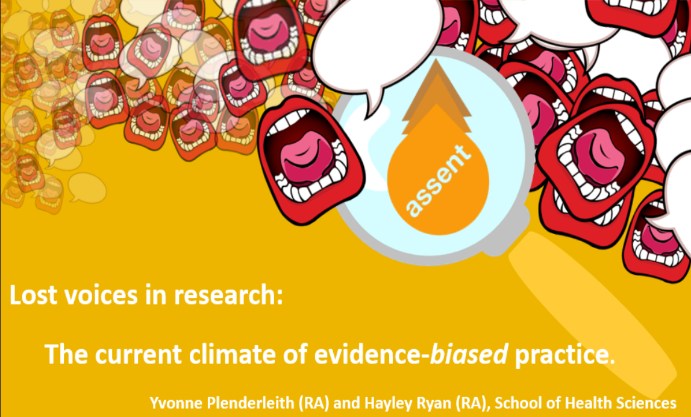 assent
Lost voices in research:
The current climate of evidence-biased practice.
Yvonne Plenderleith (RA) and Hayley Ryan (RA), School of Health Sciences